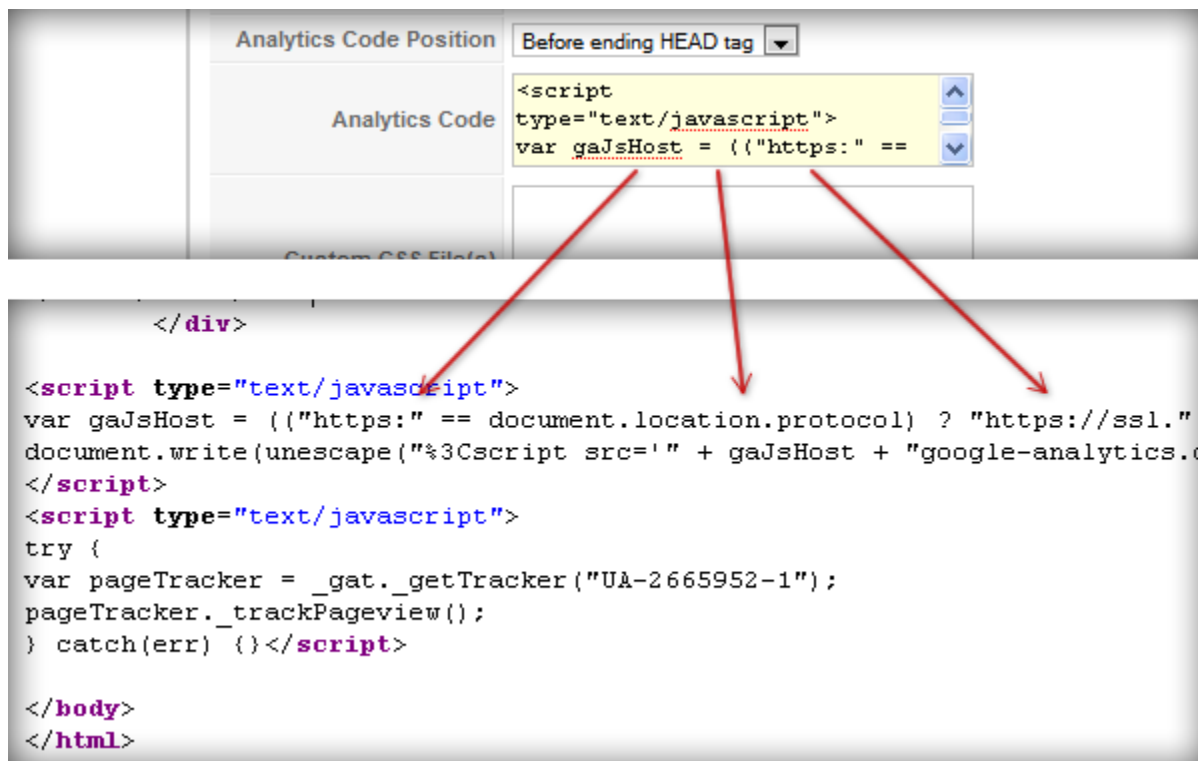 Analytics Code Position Before ending HEAD tag
Analytics Code
<script
type="text/javascript">
var gaJsHost = (("https:" ==
Custom CSS File(s)
</div>
<script type="text/javascript">
var gaJsHost = (("https:" == document.location.protocol) ? "https://ssl."
document.write(unescape("%3Cscript src='" + gaJsHost + "google-analytics.
</script>
<script type="text/javascript">
try {
var pageTracker = _gat._getTracker("UA-2665952-1");
pageTracker._trackPageview();
} catch(err) {}</script>
</body>
</html>